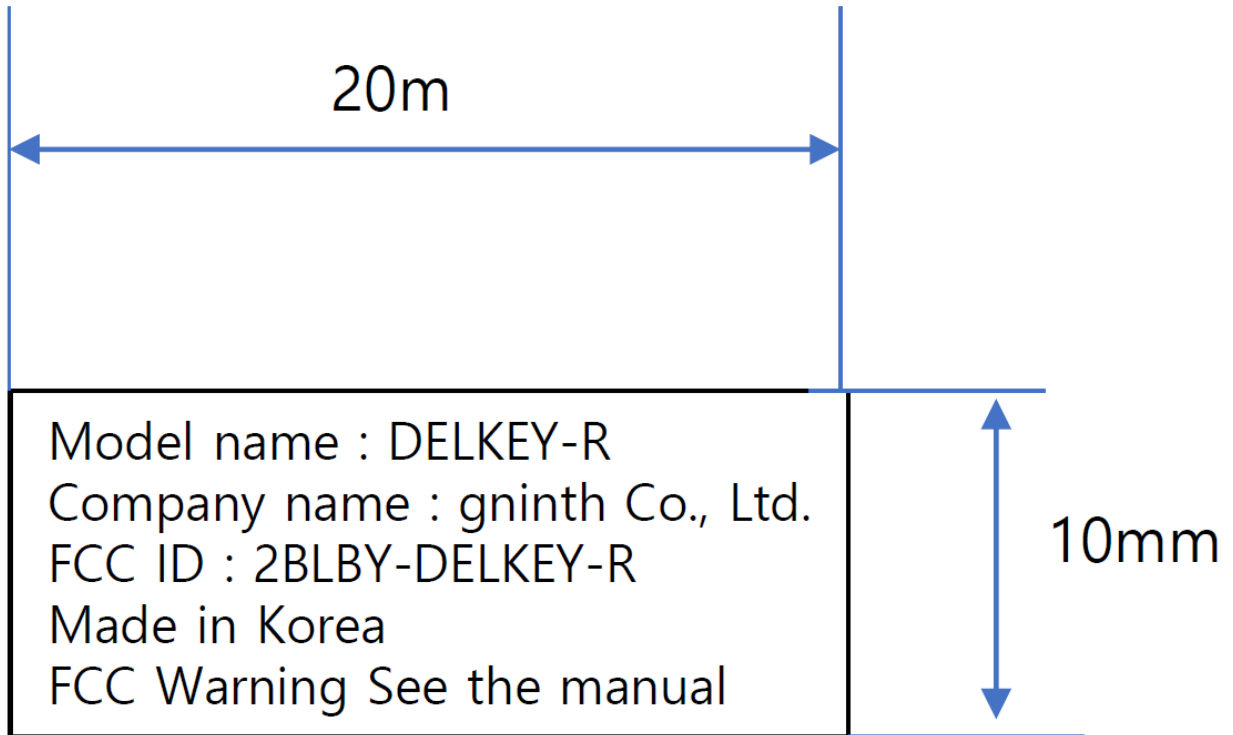 20m
Model name : DELKEY-R
Company name : gninth Co., Ltd.
FCC ID : 2BLBY-DELKEY-R
Made in Korea
FCC Warning See the manual
10mm